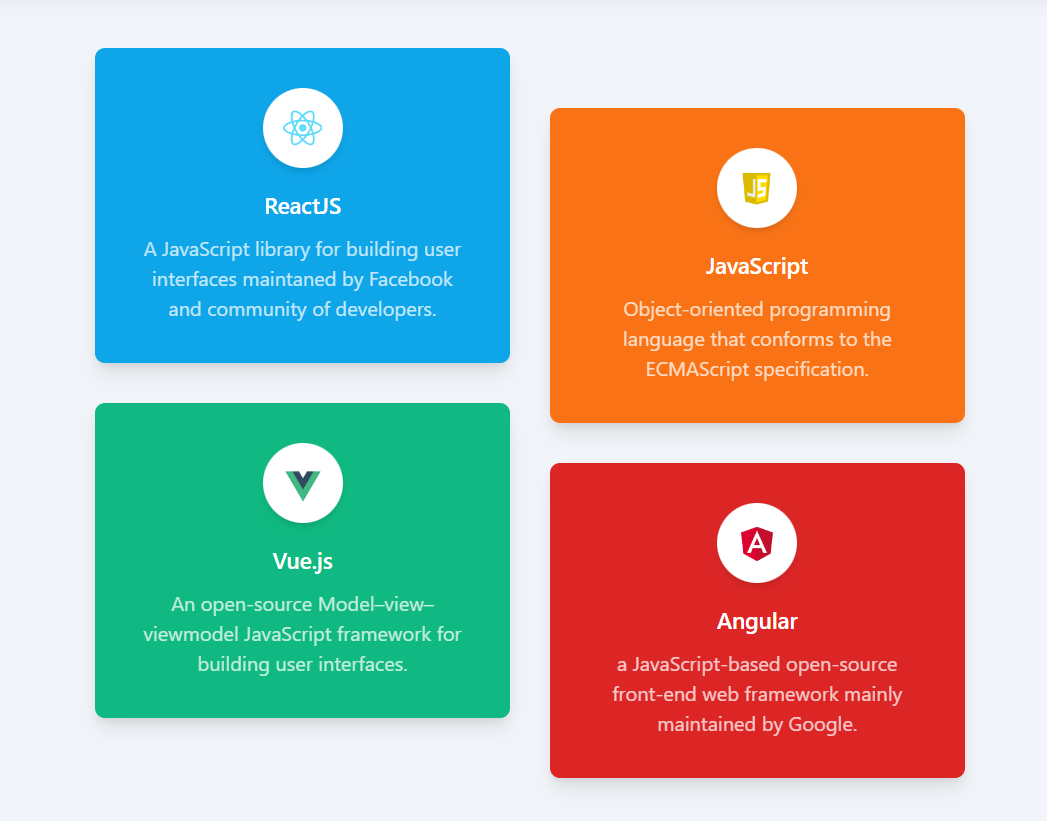 ReactJS
A JavaScript library for building user
interfaces maintaned by Facebook
and community of developers.
JS
JavaScript
Object-oriented programming
language that conforms to the
ECMAScript specification.
Vue.js
An open-source Model–view–
viewmodel JavaScript framework for
building user interfaces.
A
Angular
a JavaScript-based open-source
front-end web framework mainly
maintained by Google.